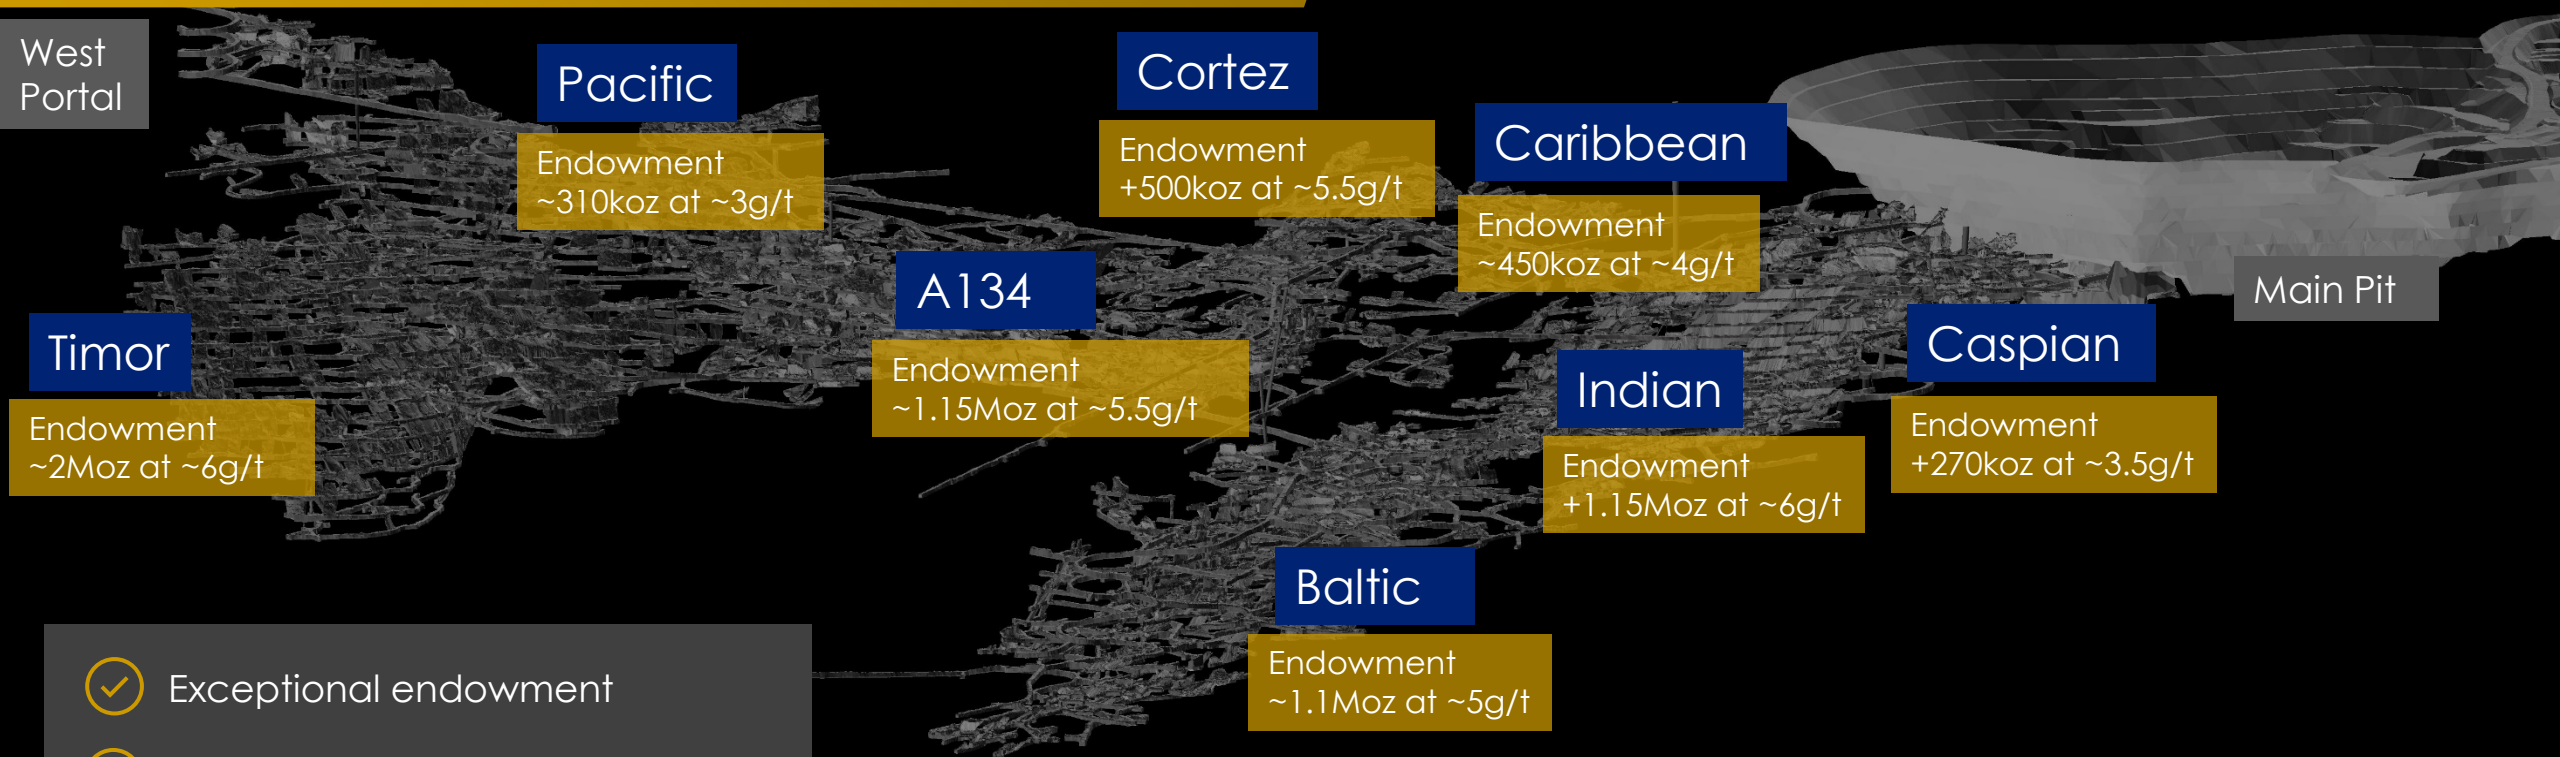 West
Portal
Pacific
Endowment
~310koz at ~3g/t
Cortez
Endowment
+500koz at ~5.5g/t
Caribbean
Endowment
~450koz at ~4g/t
Main Pit
A134
Endowment
~1.15Moz at ~5.5g/t
Timor
Endowment
~2Moz at ~6g/t
Indian
Endowment
+1.15Moz at ~6g/t
Caspian
Endowment
+270koz at ~3.5g/t
Baltic
Endowment
~1.1Moz at ~5g/t
Exceptional endowment